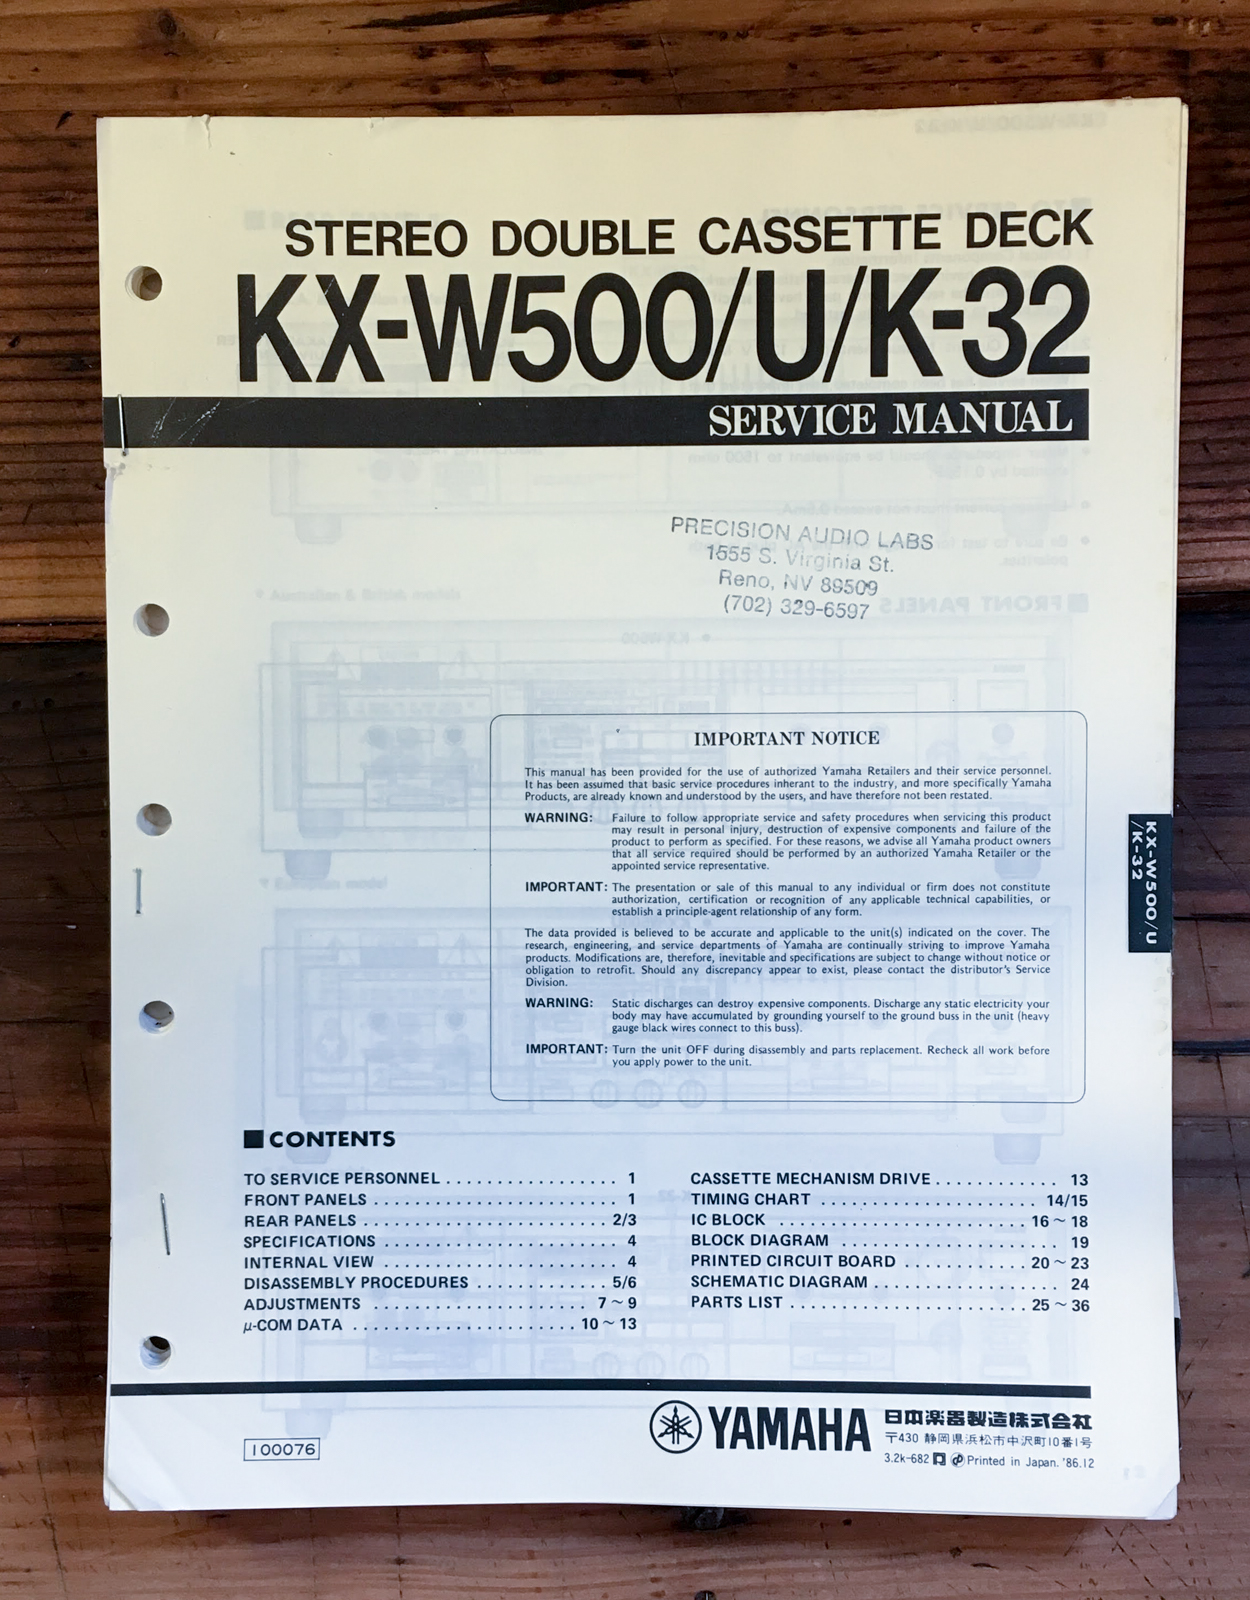 STEREO DOUBLE CASSETTE DECK
KX-W500/U/K-32
SERVICE MANUAL
PRECISION AUDIO LABS
1555 S. Virginia St.
Reno, NV 89509
(702) 329-6597
IMPORTANT NOTICE
This manual has been provided for the use of authorized Yamaha Retailers and their service personnel.
It has been assumed that basic service procedures inherant to the industry, and more specifically Yamaha
Products, are already known and understood by the users, and have therefore not been restated.
WARNING: Failure to follow appropriate service and safety procedures when servicing this product
may result in personal injury, destruction of expensive components and failure of the
product to perform as specified. For these reasons, we advise all Yamaha product owners
that all service required should be performed by an authorized Yamaha Retailer or the
appointed service representative.
IMPORTANT: The presentation or sale of this manual to any individual or firm does not constitute
authorization, certification or recognition of any applicable technical capabilities, or
establish a principle-agent relationship of any form.
The data provided is believed to be accurate and applicable to the unit(s) indicated on the cover. The
research, engineering, and service departments of Yamaha are continually striving to improve Yamaha
products. Modifications are, therefore, inevitable and specifications are subject to change without notice or
obligation to retrofit. Should any discrepancy appear to exist, please contact the distributor's Service
Division.
WARNING: Static discharges can destroy expensive components. Discharge any static electricity your
body may have accumulated by grounding yourself to the ground buss in the unit (heavy
gauge black wires connect to this buss).
IMPORTANT: Turn the unit OFF during disassembly and parts replacement. Recheck all work before
you apply power to the unit.
KX-W500/U
/K-32
■ CONTENTS
TO SERVICE PERSONNEL ................. 1
FRONT PANELS ......................... 1
REAR PANELS ......................... 2/3
SPECIFICATIONS ........................ 4
INTERNAL VIEW ........................ 4
DISASSEMBLY PROCEDURES ............ 5/6
ADJUSTMENTS ...................... 7~9
μ-COM DATA ...................... 10~13
CASSETTE MECHANISM DRIVE ............ 13
TIMING CHART ....................... 14/15
IC BLOCK ......................... 16~18
BLOCK DIAGRAM ...................... 19
PRINTED CIRCUIT BOARD ............ 20~23
SCHEMATIC DIAGRAM ................... 24
PARTS LIST ........................ 25~36
100076
YAMAHA
日本楽器製造株式会社
〒430 静岡県浜松市中沢町10番1号
3.2k-682 Printed in Japan. '86.12